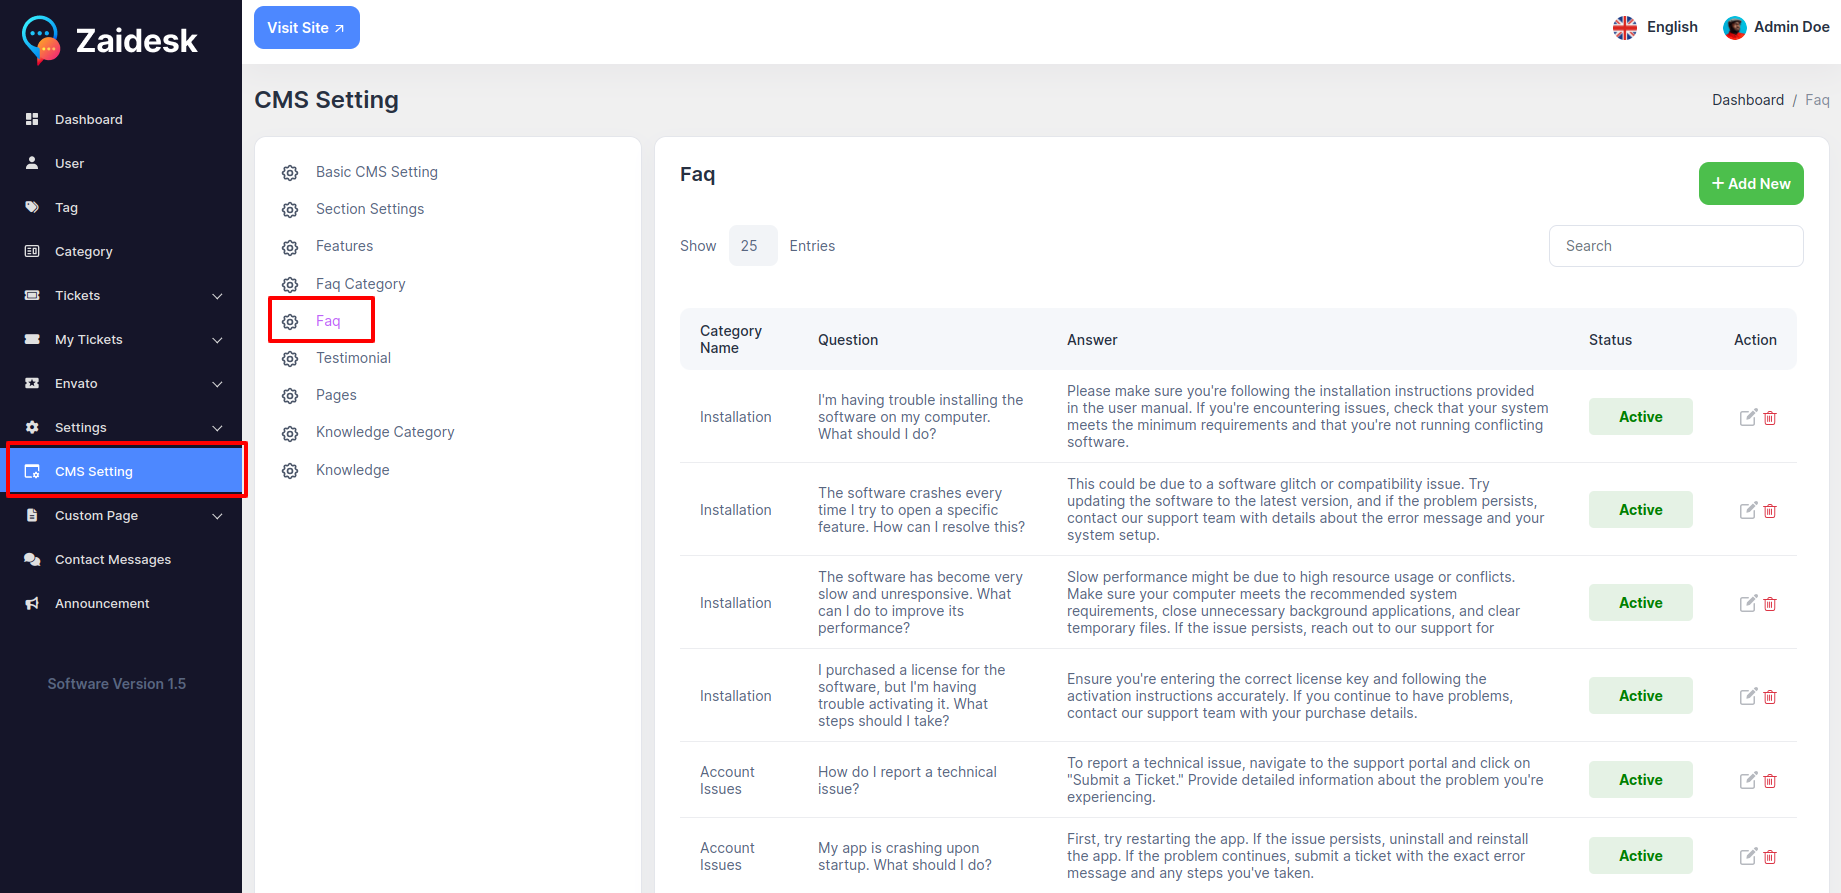 Zaidesk
Visit Site
English
Admin Doe
Dashboard
User
Tag
Category
Tickets
My Tickets
Envato
Settings
CMS Setting
Custom Page
Contact Messages
Announcement
Software Version 1.5
CMS Setting
Dashboard / Faq
Basic CMS Setting
Section Settings
Features
Faq Category
Faq
Testimonial
Pages
Knowledge Category
Knowledge
Faq
+ Add New
Show 25 Entries
Search
Category
Name
Question
Answer
Status
Action
Installation
I'm having trouble installing the
software on my computer.
What should I do?
Please make sure you're following the installation instructions provided
in the user manual. If you're encountering issues, check that your system
meets the minimum requirements and that you're not running conflicting
software.
Active
Installation
The software crashes every
time I try to open a specific
feature. How can I resolve this?
This could be due to a software glitch or compatibility issue. Try
updating the software to the latest version, and if the problem persists,
contact our support team with details about the error message and your
system setup.
Active
Installation
The software has become very
slow and unresponsive. What
can I do to improve its
performance?
Slow performance might be due to high resource usage or conflicts.
Make sure your computer meets the recommended system
requirements, close unnecessary background applications, and clear
temporary files. If the issue persists, reach out to our support for
Active
Installation
I purchased a license for the
software, but I'm having
trouble activating it. What
steps should I take?
Ensure you're entering the correct license key and following the
activation instructions accurately. If you continue to have problems,
contact our support team with your purchase details.
Active
Account
Issues
How do I report a technical
issue?
To report a technical issue, navigate to the support portal and click on
"Submit a Ticket." Provide detailed information about the problem you're
experiencing.
Active
Account
Issues
My app is crashing upon
startup. What should I do?
First, try restarting the app. If the issue persists, uninstall and reinstall
the app. If the problem continues, submit a ticket with the exact error
message and any steps you've taken.
Active